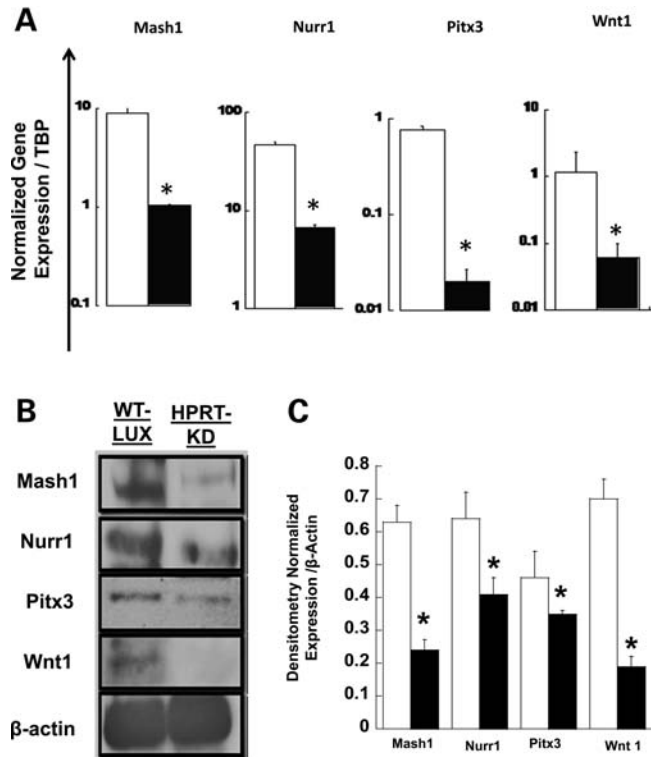 A
Mash1
Nurr1
Pitx3
Wnt1
Normalized Gene
Expression / TBP
10
1
0.1
100
10
1
1
0.1
0.01
10
1
0.1
0.01
*
*
*
*
B
WT-
LUX
HPRT-
KD
Mash1
Nurr1
Pitx3
Wnt1
β-actin
C
Densitometry Normalized
Expression /β-Actin
0.8
0.7
0.6
0.5
0.4
0.3
0.2
0.1
0
*
*
*
*
Mash1
Nurr1
Pitx3
Wnt 1